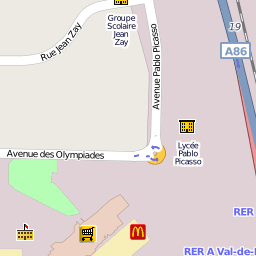 Groupe
Scolaire
Jean
Zay
Rue Jean Zay
Avenue Pablo Picasso
19
A86
Lycée
Pablo
Picasso
Avenue des Olympiades
RER
RER A Val-de-
M